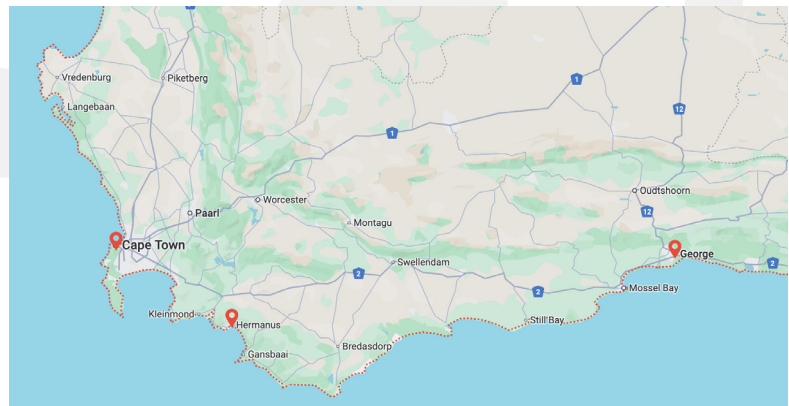 Vredenburg
Piketberg
1
Langebaan
12
1
Oudtshoorn
Worcester
Paarl
12
Montagu
Cape Town
George
Swellendam
2
2
Mossel Bay
2
Kleinmond
Still Bay
Hermanus
Bredasdorp
Gansbaai